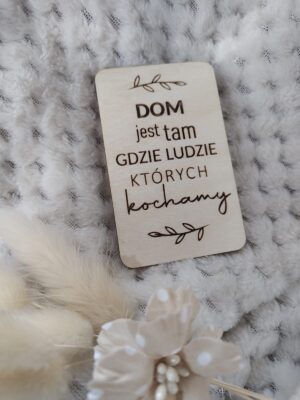 DOM
jest tam
GDZIE LUDZIE
KTÓRYCH
kochamy